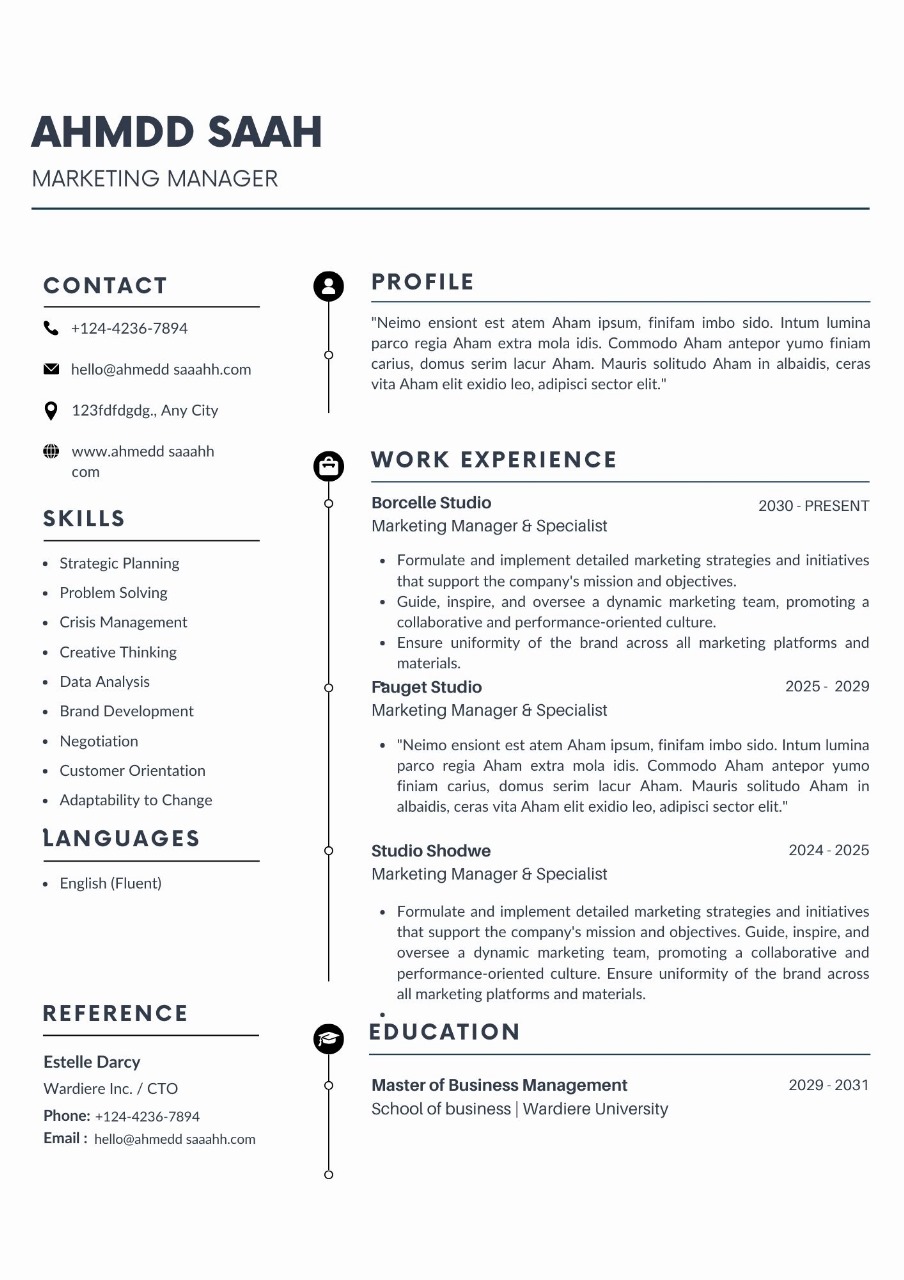 AHMDD SAAH
MARKETING MANAGER
CONTACT
+124-4236-7894
hello@ahmedd saaahh.com
123fdfdgdg., Any City
www.ahmedd saaahh
com
SKILLS
• Strategic Planning
• Problem Solving
• Crisis Management
• Creative Thinking
• Data Analysis
• Brand Development
• Negotiation
• Customer Orientation
• Adaptability to Change
LANGUAGES
• English (Fluent)
REFERENCE
Estelle Darcy
Wardiere Inc. / CTO
Phone: +124-4236-7894
Email : hello@ahmedd saaahh.com
PROFILE
"Neimo ensiont est atem Aham ipsum, finifam imbo sido. Intum lumina
parco regia Aham extra mola idis. Commodo Aham antepor yumo finiam
carius, domus serim lacur Aham. Mauris solitudo Aham in albaidis, ceras
vita Aham elit exidio leo, adipisci sector elit."
WORK EXPERIENCE
Borcelle Studio 2030 - PRESENT
Marketing Manager & Specialist
• Formulate and implement detailed marketing strategies and initiatives
that support the company's mission and objectives.
• Guide, inspire, and oversee a dynamic marketing team, promoting a
collaborative and performance-oriented culture.
• Ensure uniformity of the brand across all marketing platforms and
materials.
Fauget Studio 2025 - 2029
Marketing Manager & Specialist
• "Neimo ensiont est atem Aham ipsum, finifam imbo sido. Intum lumina
parco regia Aham extra mola idis. Commodo Aham antepor yumo
finiam carius, domus serim lacur Aham. Mauris solitudo Aham in
albaidis, ceras vita Aham elit exidio leo, adipisci sector elit."
Studio Shodwe 2024 - 2025
Marketing Manager & Specialist
• Formulate and implement detailed marketing strategies and initiatives
that support the company's mission and objectives. Guide, inspire, and
oversee a dynamic marketing team, promoting a collaborative and
performance-oriented culture. Ensure uniformity of the brand across
all marketing platforms and materials.
EDUCATION
Master of Business Management 2029 - 2031
School of business | Wardiere University